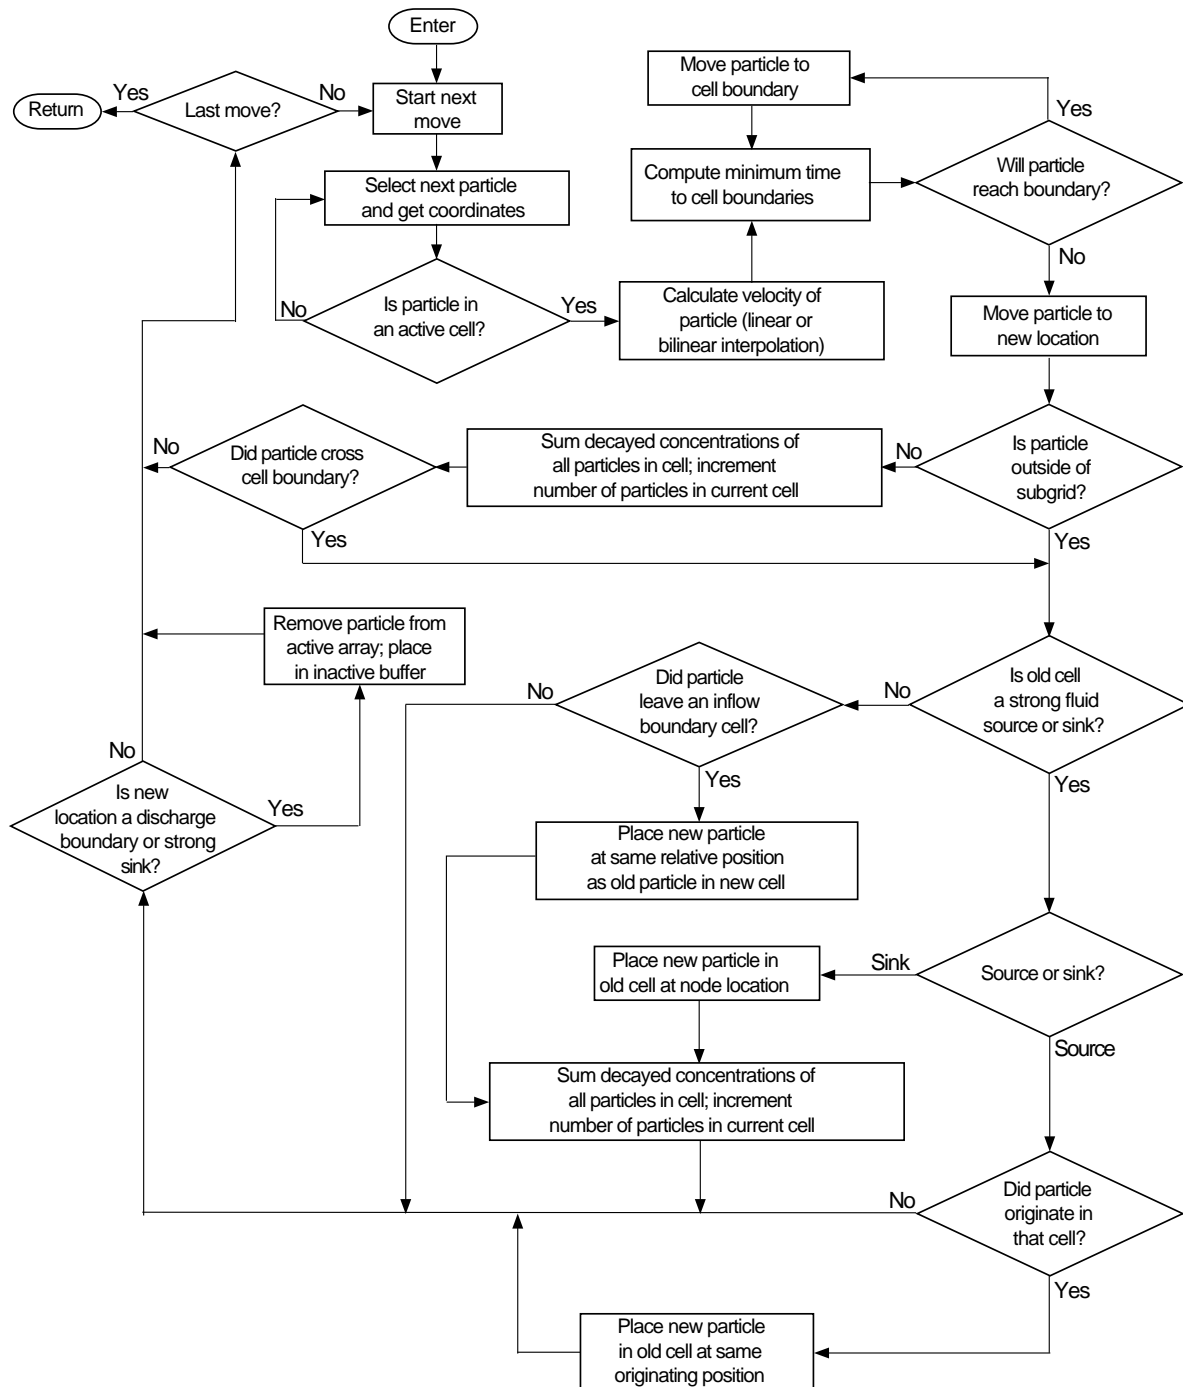 Enter
Return
Yes
Last move?
No
Start next
move
Move particle to
cell boundary
Yes
Select next particle
and get coordinates
Compute minimum time
to cell boundaries
Will particle
reach boundary?
No
No
Is particle in
an active cell?
Yes
Calculate velocity of
particle (linear or
bilinear interpolation)
Move particle to
new location
No
Did particle cross
cell boundary?
Yes
Sum decayed concentrations of
all particles in cell; increment
number of particles in current cell
No
Is particle
outside of
subgrid?
Yes
Remove particle from
active array; place
in inactive buffer
No
Did particle
leave an inflow
boundary cell?
Yes
No
Is old cell
a strong fluid
source or sink?
Yes
No
Is new
location a discharge
boundary or strong
sink?
Yes
Place new particle
at same relative position
as old particle in new cell
Place new particle in
old cell at node location
Sink
Source or sink?
Source
Sum decayed concentrations of
all particles in cell; increment
number of particles in current cell
No
Did particle
originate in
that cell?
Yes
Place new particle
in old cell at same
originating position